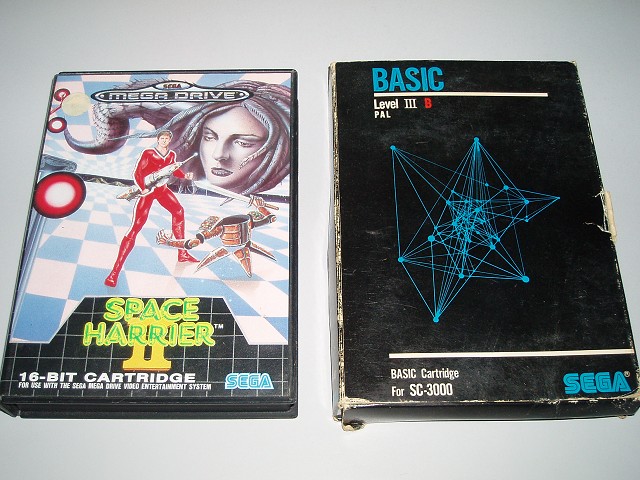 SEGA
MEGA DRIVE
SPACE
HARRIER™
II
16-BIT CARTRIDGE
FOR USE WITH THE SEGA MEGA DRIVE VIDEO ENTERTAINMENT SYSTEM
SEGA
BASIC
Level III B
PAL
BASIC Cartridge
For SC-3000
SEGA